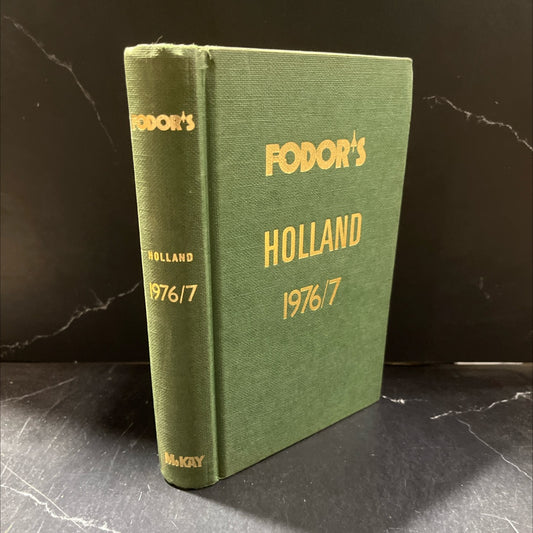 FODOR'S
HOLLAND
1976/7
McKAY
FODOR'S
HOLLAND
1976/7